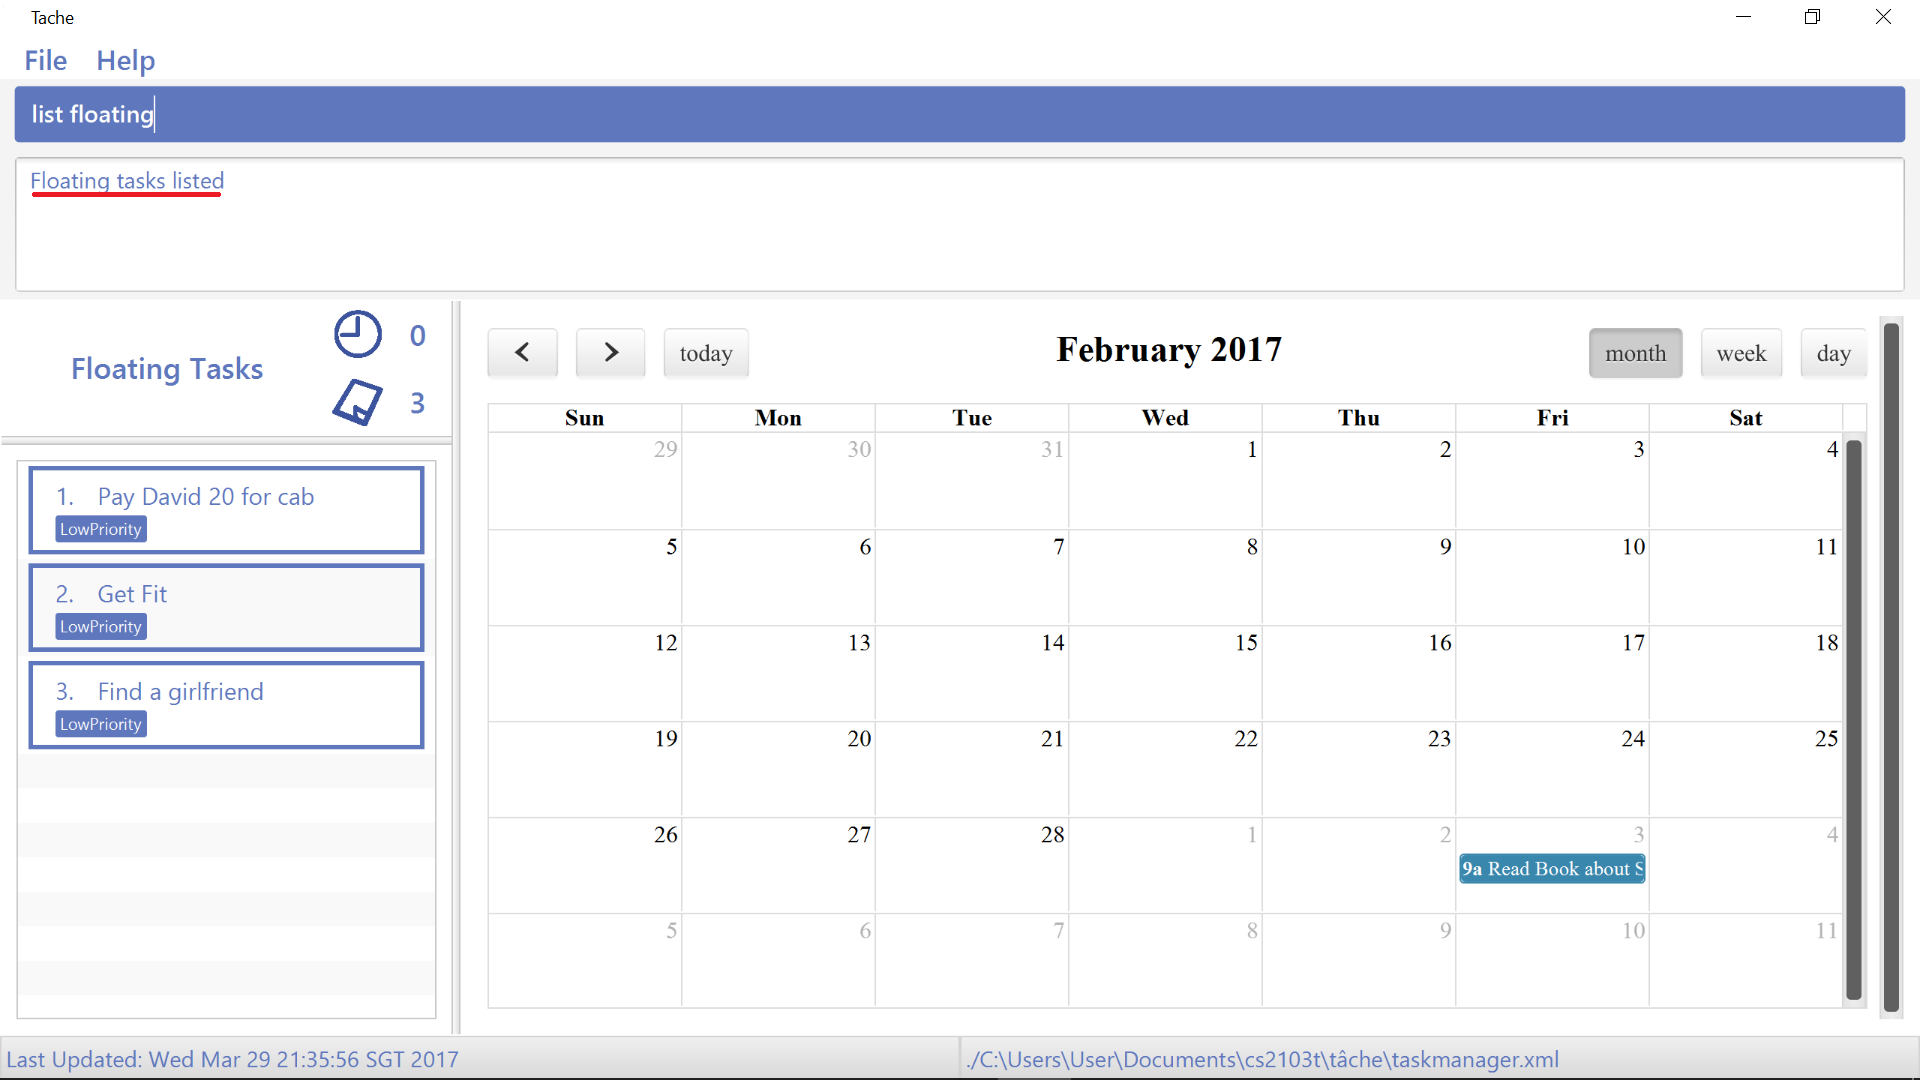 Tache
File Help
list floating
Floating tasks listed
Floating Tasks
0
3
1. Pay David 20 for cab
LowPriority
2. Get Fit
LowPriority
3. Find a girlfriend
LowPriority
today
February 2017
month week day
Sun Mon Tue Wed Thu Fri Sat
29 30 31 1 2 3 4
5 6 7 8 9 10 11
12 13 14 15 16 17 18
19 20 21 22 23 24 25
26 27 28 1 2 3 4
9a Read Book about S
5 6 7 8 9 10 11
Last Updated: Wed Mar 29 21:35:56 SGT 2017
./C:\Users\User\Documents\cs2103t\tâche\taskmanager.xml